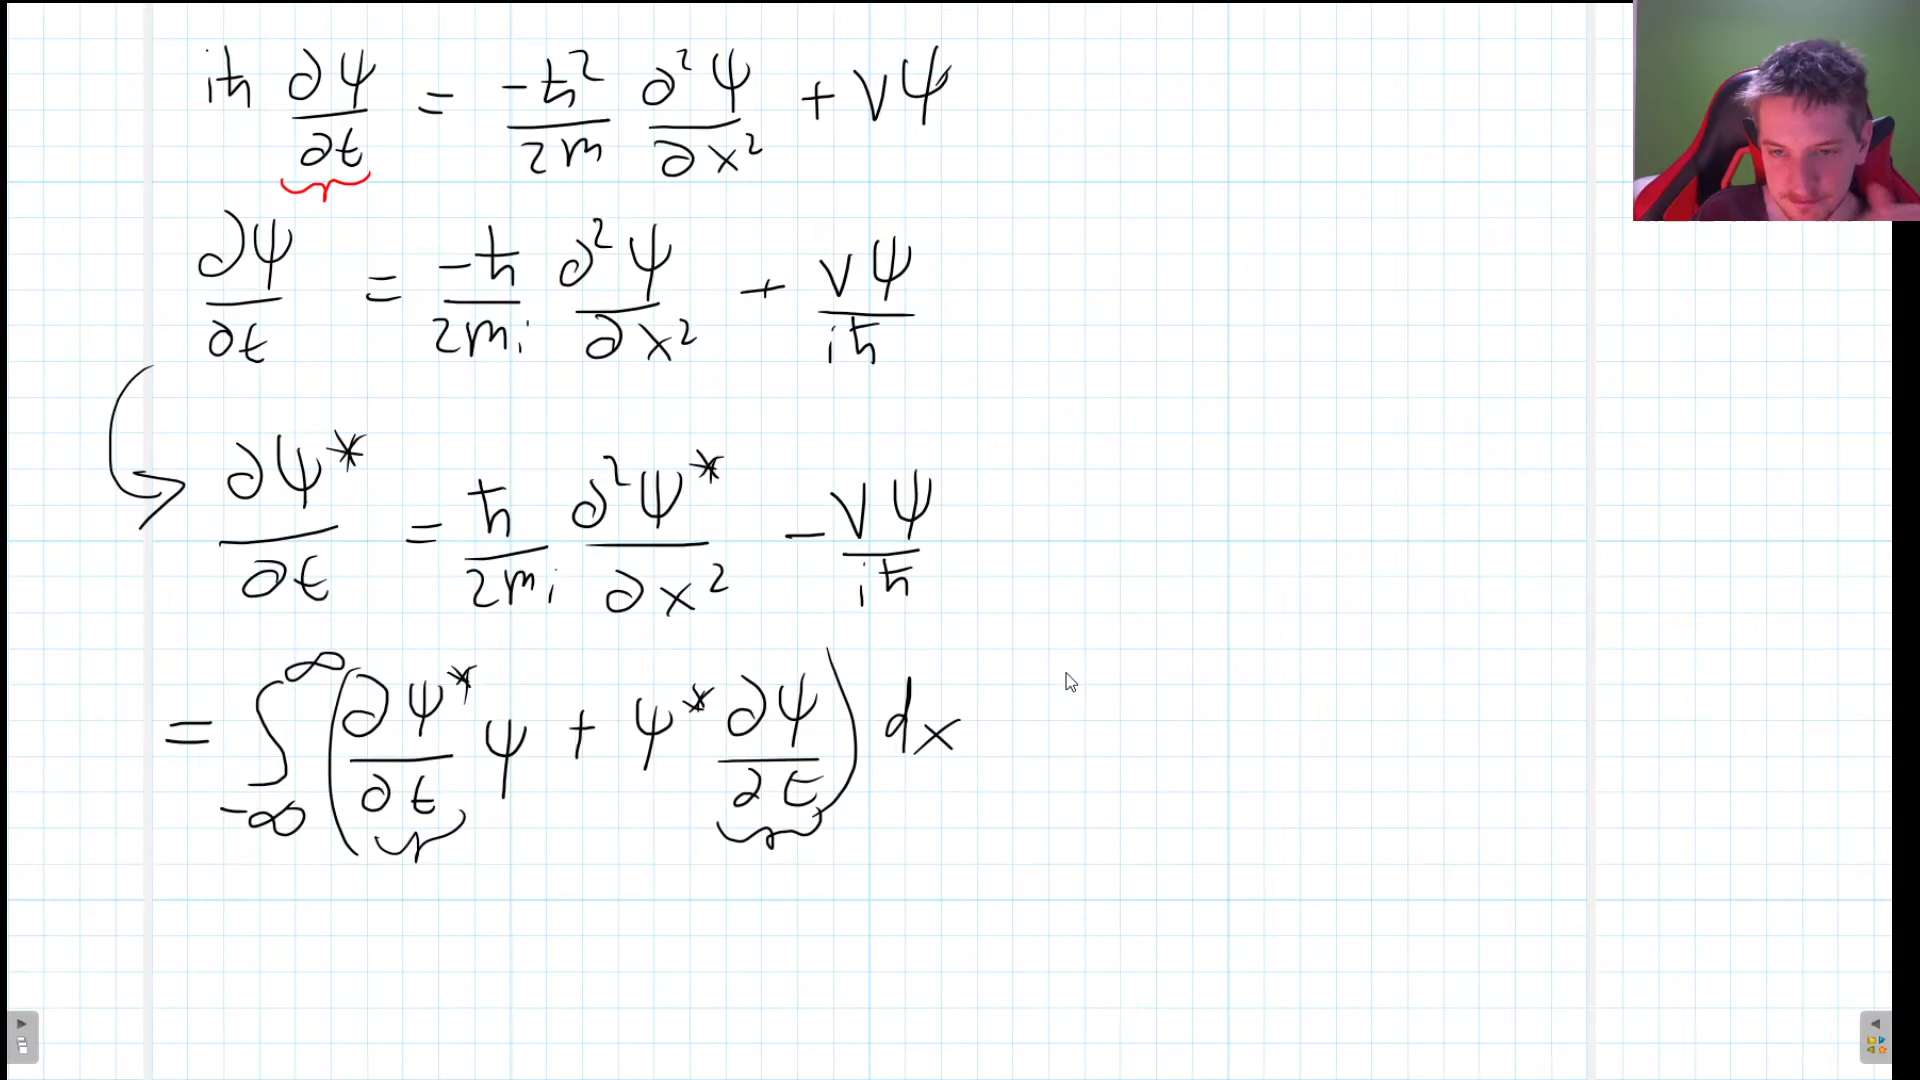 iħ ∂ψ/∂t = -ħ²/2m ∂²ψ/∂x² + Vψ
∂ψ/∂t = -ħ/2mi ∂²ψ/∂x² + Vψ/iħ
∂ψ*/∂t = ħ/2mi ∂²ψ*/∂x² - Vψ/iħ
= ∫_{-∞}^{∞} (∂ψ*/∂t ψ + ψ* ∂ψ/∂t) dx